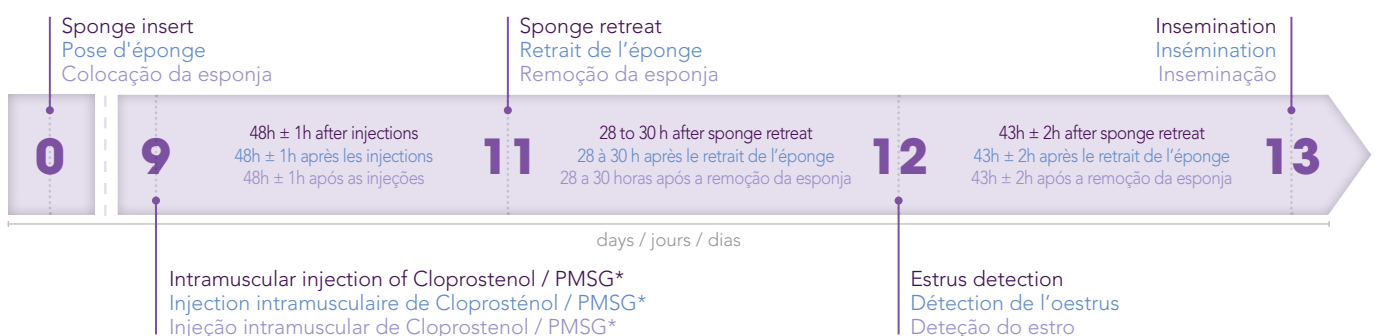 Sponge insert
Pose d'éponge
Colocação da esponja
Sponge retreat
Retrait de l’éponge
Remoção da esponja
Insemination
Insémination
Inseminação
0
9
48h ± 1h after injections
48h ± 1h après les injections
48h ± 1h após as injeções
11
28 to 30 h after sponge retreat
28 à 30 h après le retrait de l’éponge
28 a 30 horas após a remoção da esponja
12
43h ± 2h after sponge retreat
43h ± 2h après le retrait de l’éponge
43h ± 2h após a remoção da esponja
13
days / jours / dias
Intramuscular injection of Cloprostenol / PMSG*
Injection intramusculaire de Cloprosténol / PMSG*
Injeção intramuscular de Cloprostenol / PMSG*
Estrus detection
Détection de l’oestrus
Deteção do estro